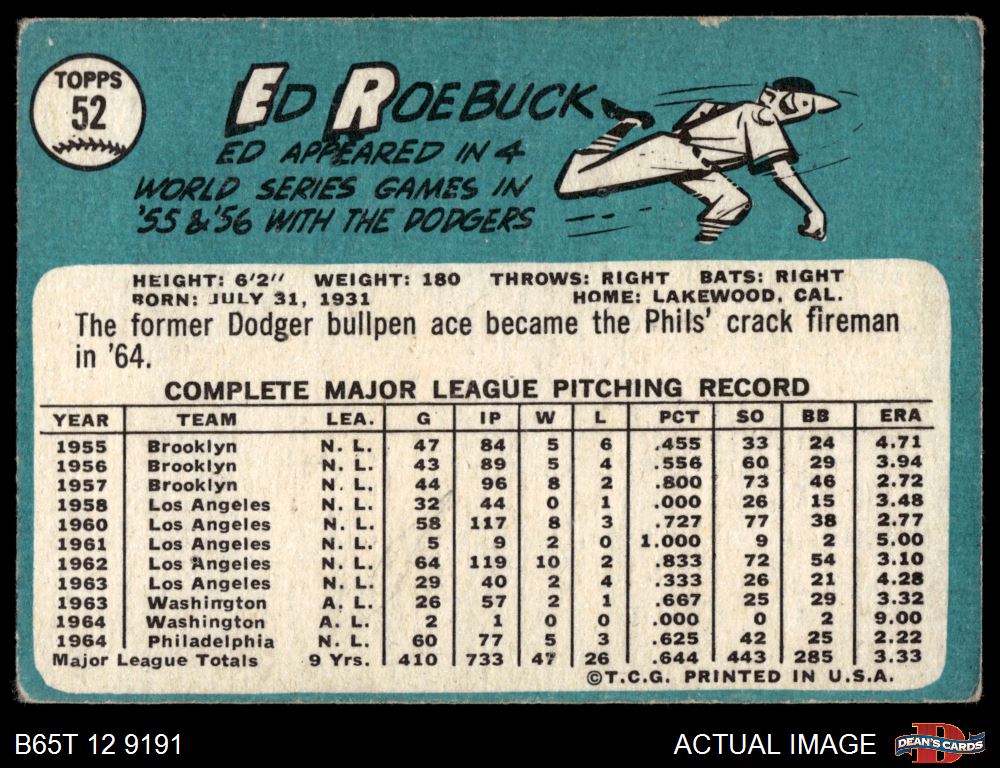 TOPPS
52
ED ROEBUCK
ED APPEARED IN 4
WORLD SERIES GAMES IN
'55 & '56 WITH THE DODGERS
HEIGHT: 6'2" WEIGHT: 180 THROWS: RIGHT BATS: RIGHT
BORN: JULY 31, 1931 HOME: LAKEWOOD, CAL.
The former Dodger bullpen ace became the Phils' crack fireman
in '64.
COMPLETE MAJOR LEAGUE PITCHING RECORD
YEAR TEAM LEA. G IP W L PCT SO BB ERA
1955 Brooklyn N. L. 47 84 5 6 .455 33 24 4.71
1956 Brooklyn N. L. 43 89 5 4 .556 60 29 3.94
1957 Brooklyn N. L. 44 96 8 2 .800 73 46 2.72
1958 Los Angeles N. L. 32 44 0 1 .000 26 15 3.48
1960 Los Angeles N. L. 58 117 8 3 .727 77 38 2.77
1961 Los Angeles N. L. 5 9 2 0 1.000 9 2 5.00
1962 Los Angeles N. L. 64 119 10 2 .833 72 54 3.10
1963 Los Angeles N. L. 29 40 2 4 .333 26 21 4.28
1963 Washington A. L. 26 57 2 1 .667 25 29 3.32
1964 Washington A. L. 2 1 0 0 .000 0 2 9.00
1964 Philadelphia N. L. 60 77 5 3 .625 42 25 2.22
Major League Totals 9 Yrs. 410 733 47 26 .644 443 285 3.33
©T.C.G. PRINTED IN U.S.A.
B65T 12 9191 ACTUAL IMAGE
D
DEAN'S CARDS